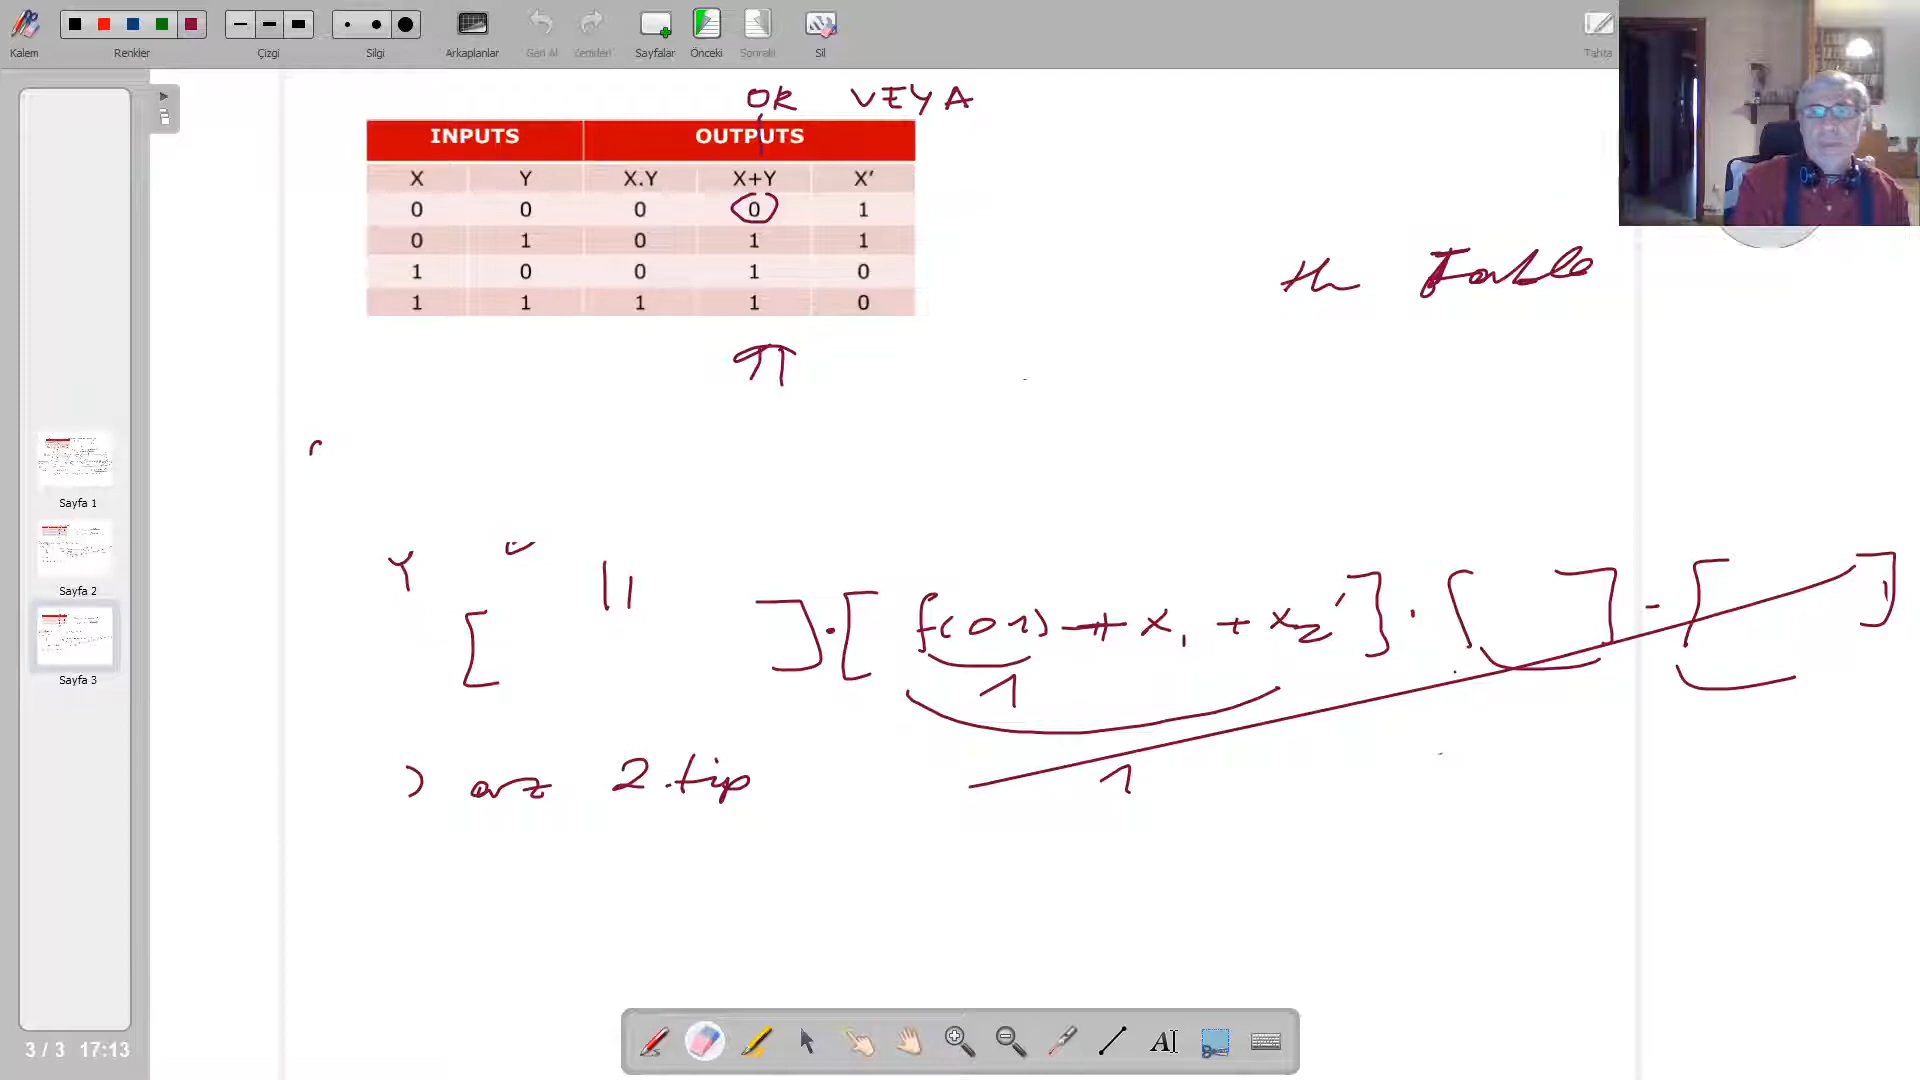 Kalem Renkler Çizgi Silgi Arkaplanlar Geri Al Yenilen Sayfalar Önceki Sonraki Sil Tahta
OR VEYA
INPUTS OUTPUTS
X Y X.Y X+Y X′
0 0 0 0 1
0 1 0 1 1
1 0 0 1 0
1 1 1 1 0
Table
Y
[ ] · [ f(01) + x1 + x2′ ] · [ ] - [ ]
1
2.tip
1
Sayfa 1
Sayfa 2
Sayfa 3
3 / 3 17:13